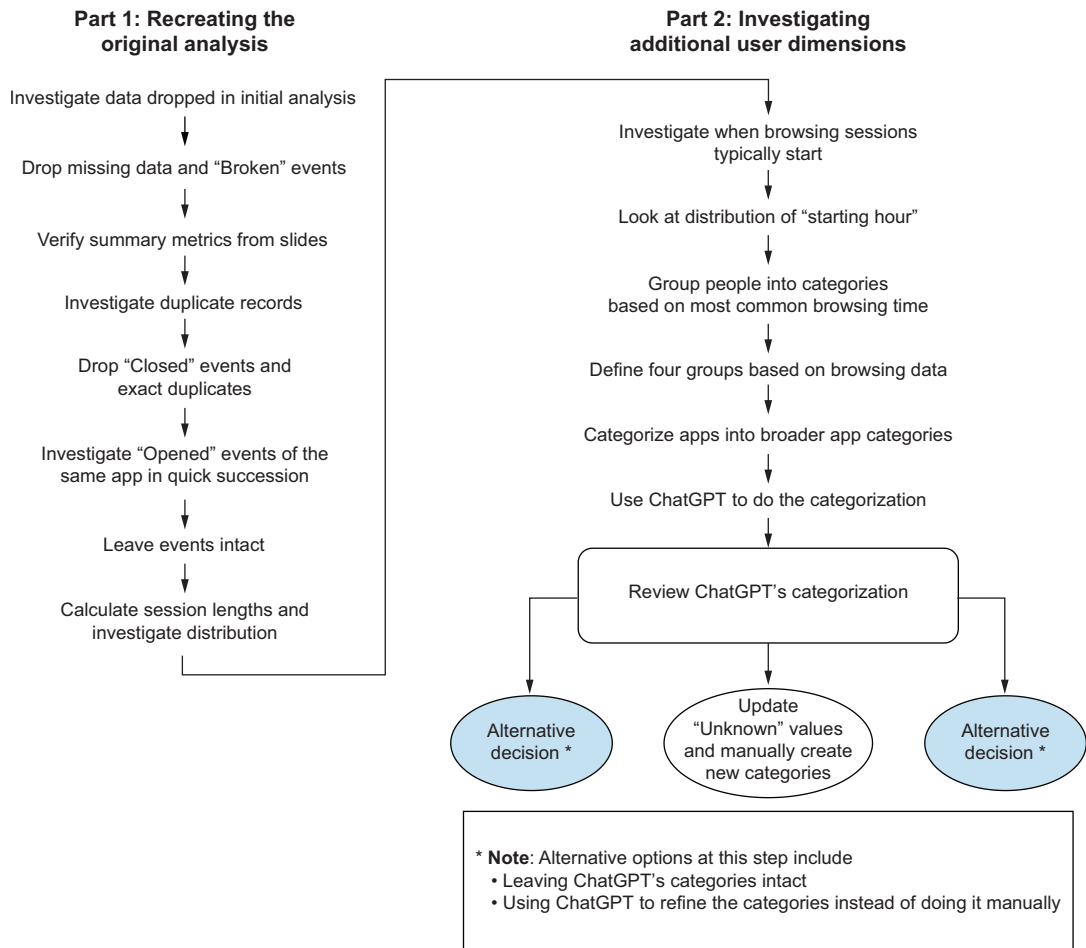 Part 1: Recreating the
original analysis
Investigate data dropped in initial analysis
Drop missing data and “Broken” events
Verify summary metrics from slides
Investigate duplicate records
Drop “Closed” events and
exact duplicates
Investigate “Opened” events of the
same app in quick succession
Leave events intact
Calculate session lengths and
investigate distribution
Part 2: Investigating
additional user dimensions
Investigate when browsing sessions
typically start
Look at distribution of “starting hour”
Group people into categories
based on most common browsing time
Define four groups based on browsing data
Categorize apps into broader app categories
Use ChatGPT to do the categorization
Review ChatGPT’s categorization
Alternative
decision *
Update
“Unknown” values
and manually create
new categories
Alternative
decision *
* Note: Alternative options at this step include
• Leaving ChatGPT’s categories intact
• Using ChatGPT to refine the categories instead of doing it manually